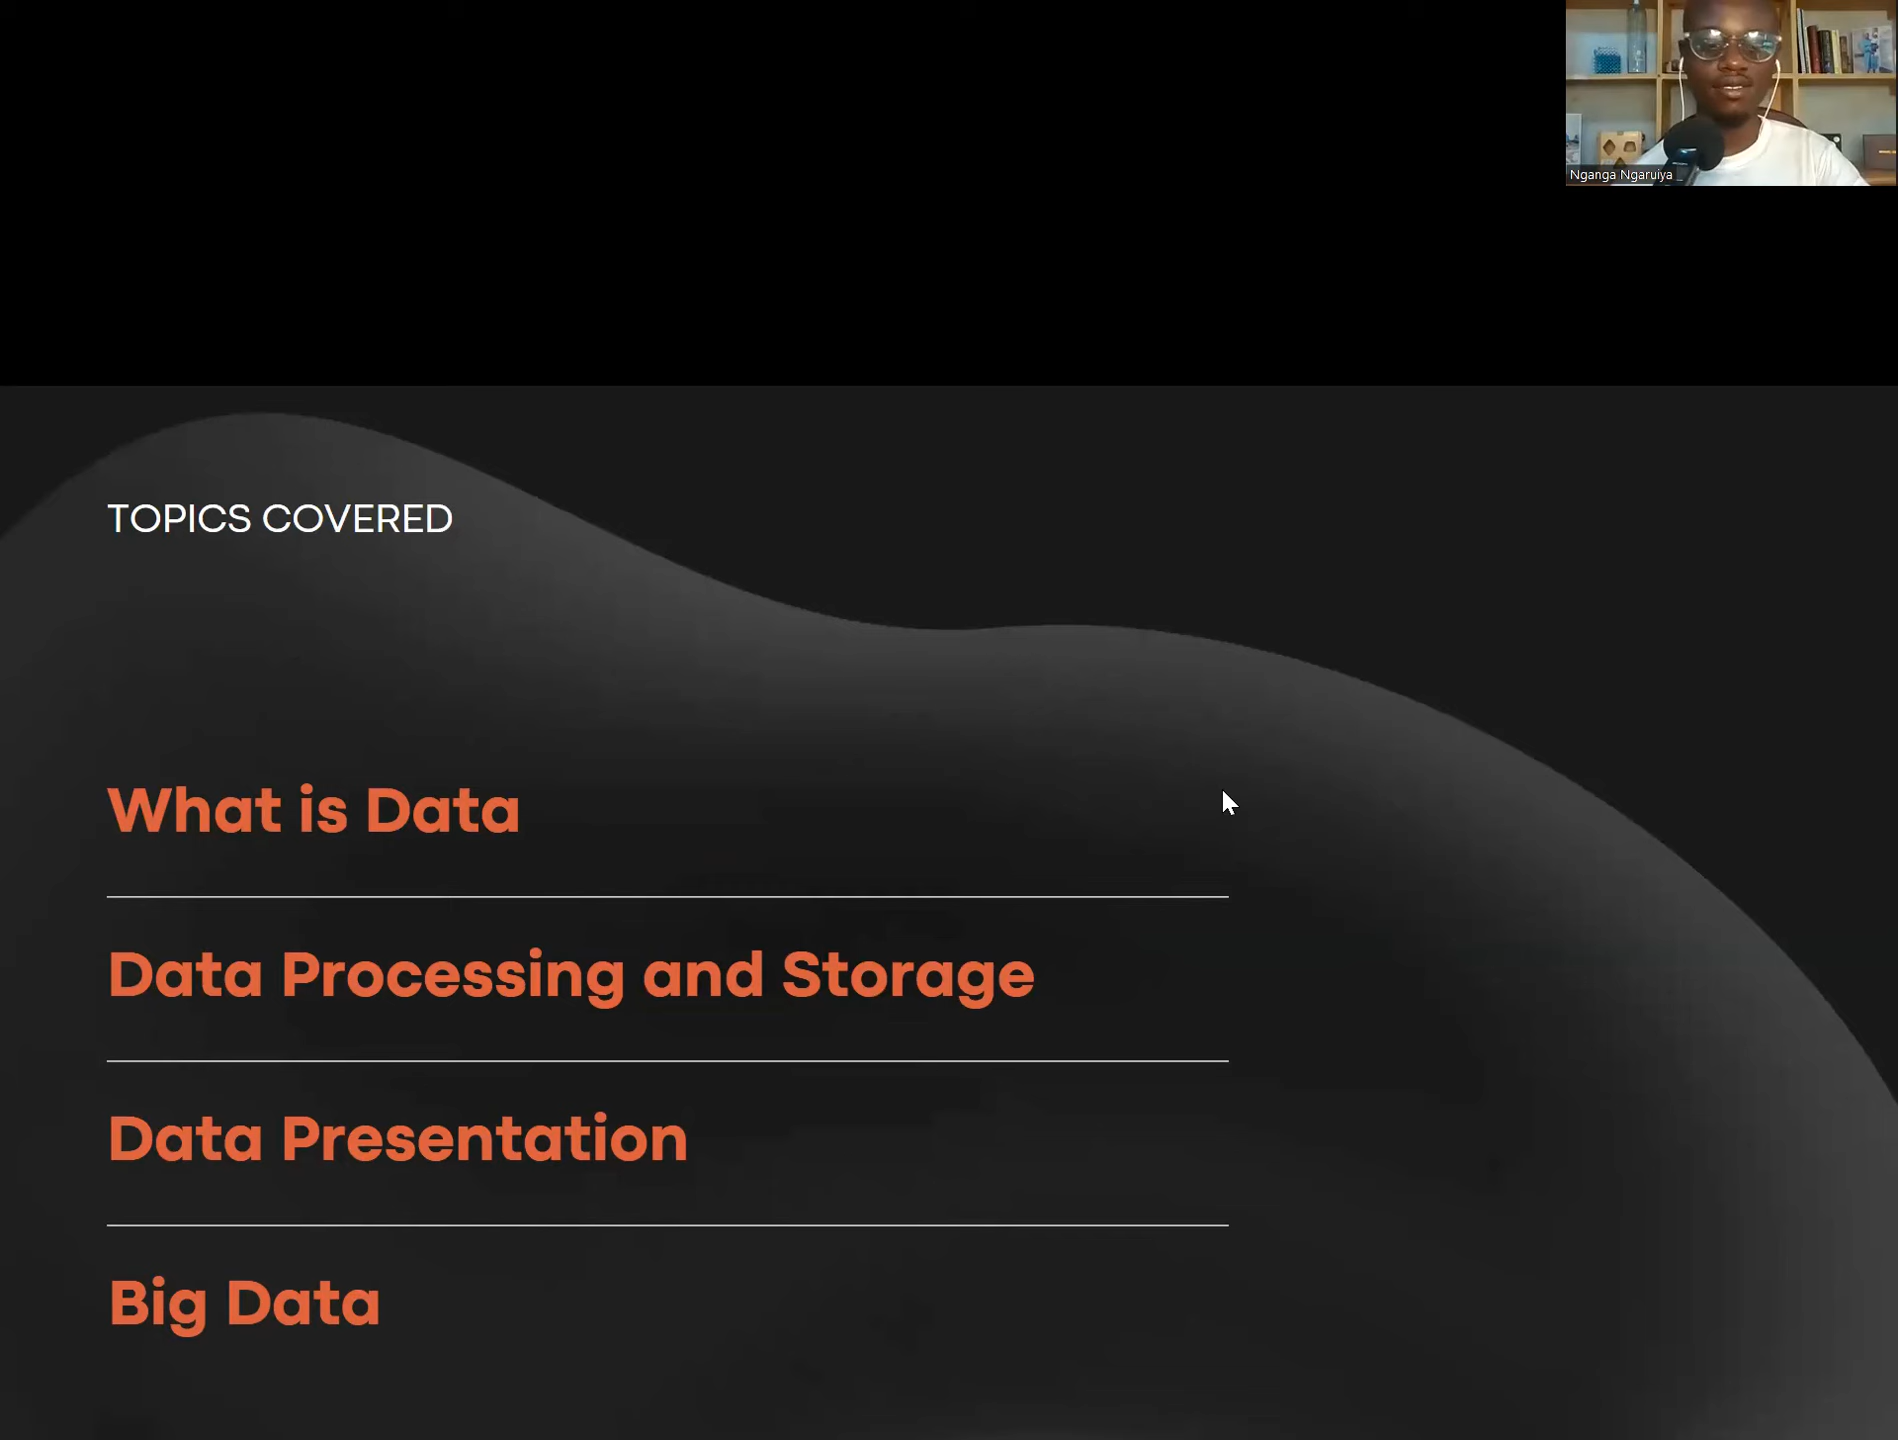 Nganga Ngaruiya
TOPICS COVERED
What is Data
Data Processing and Storage
Data Presentation
Big Data